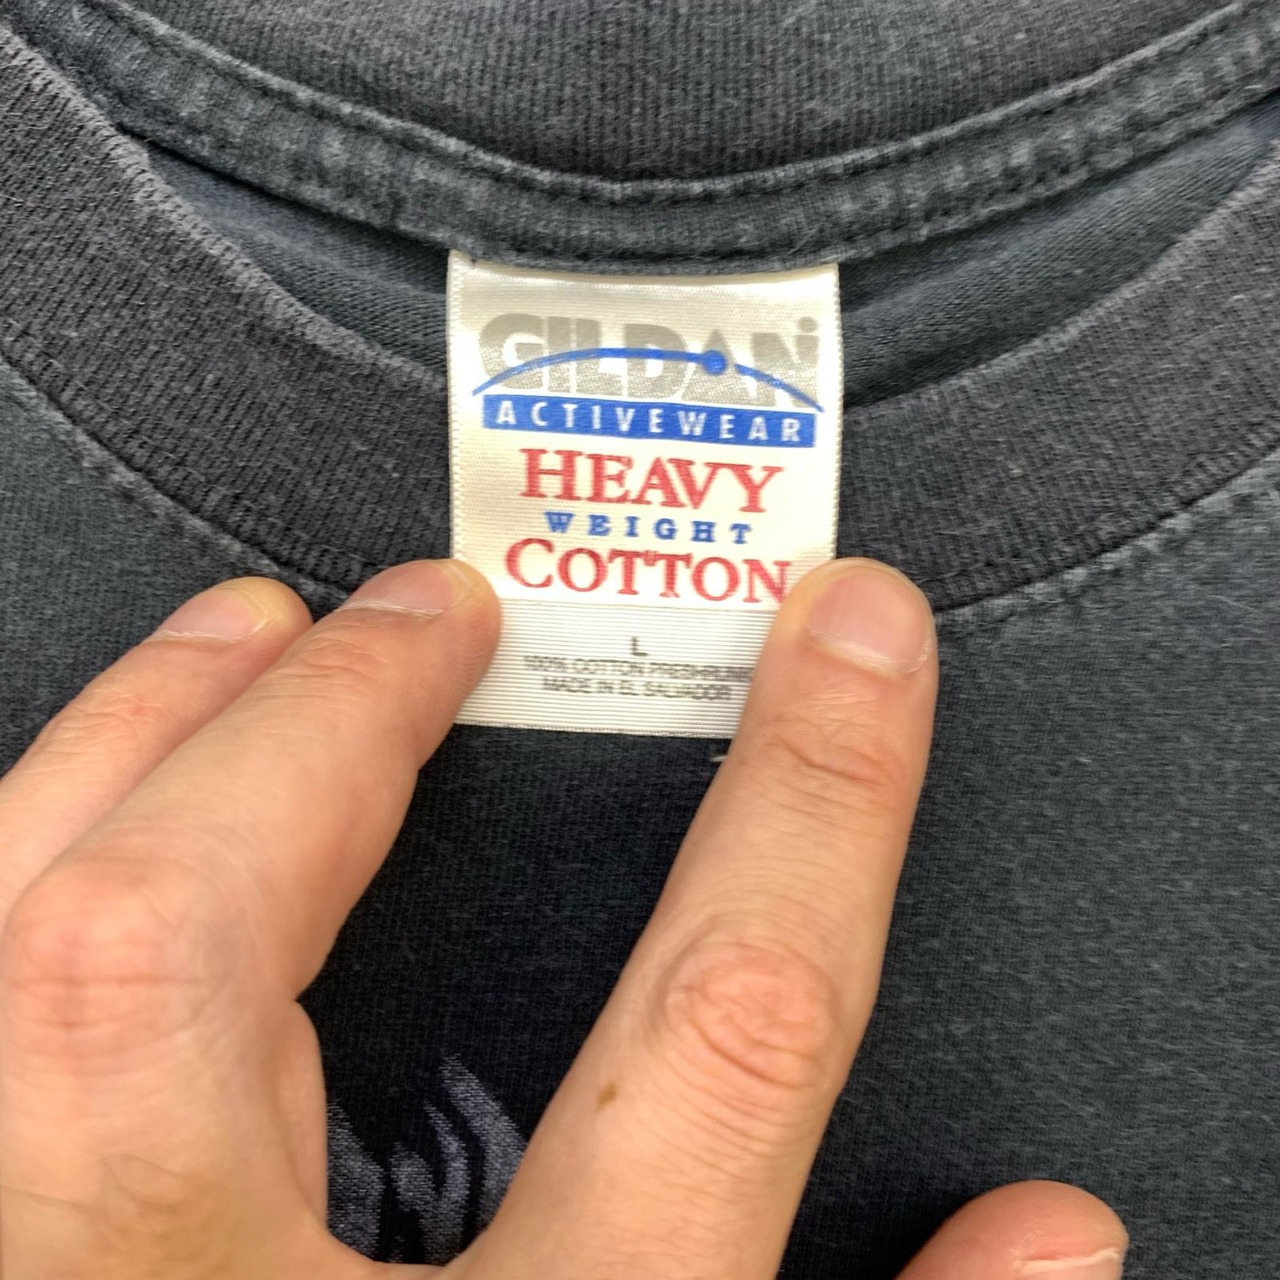 GILDAN
ACTIVEWEAR
HEAVY
WEIGHT
COTTON
L
100% COTTON PRESHRUNK
MADE IN EL SALVADOR